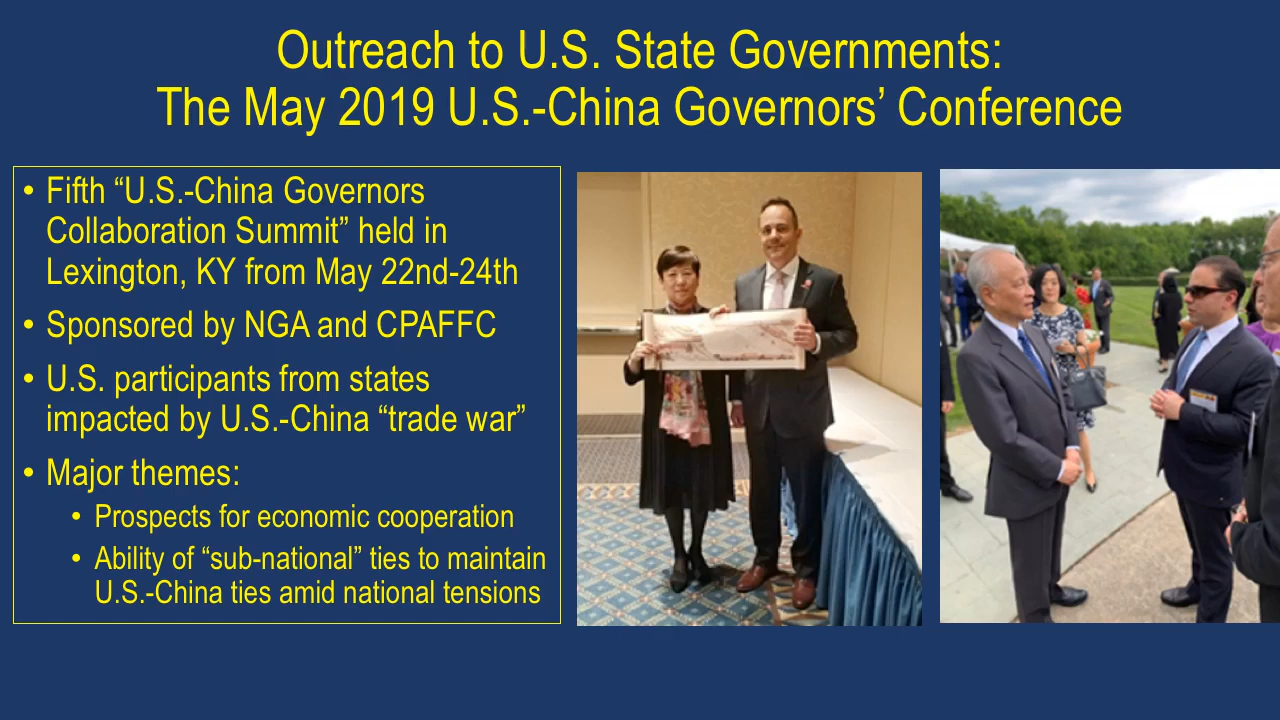 Outreach to U.S. State Governments:
The May 2019 U.S.-China Governors’ Conference
• Fifth “U.S.-China Governors
Collaboration Summit” held in
Lexington, KY from May 22nd-24th
• Sponsored by NGA and CPAFFC
• U.S. participants from states
impacted by U.S.-China “trade war”
• Major themes:
• Prospects for economic cooperation
• Ability of “sub-national” ties to maintain
U.S.-China ties amid national tensions